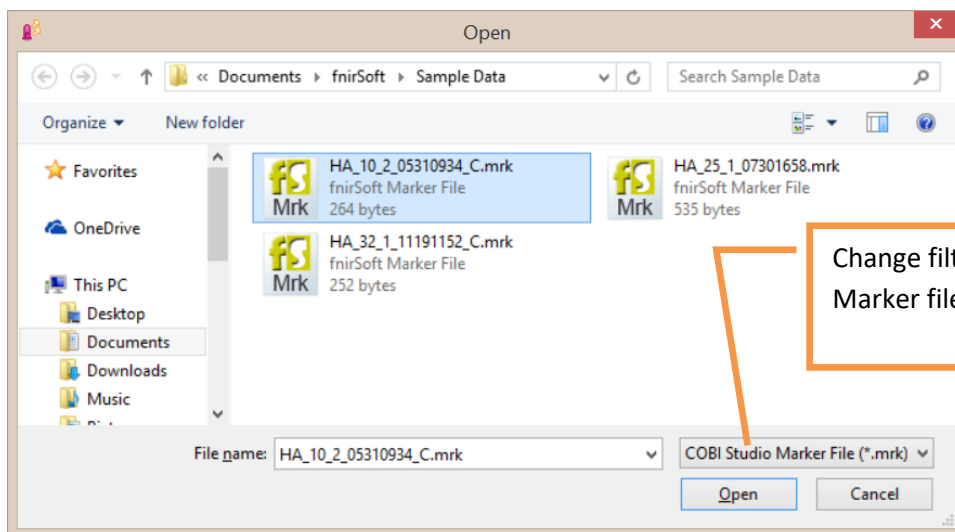 Open
« Documents ▸ fnirSoft ▸ Sample Data
Search Sample Data
Organize
New folder
Favorites
OneDrive
This PC
Desktop
Documents
Downloads
Music
fS Mrk
HA_10_2_05310934_C.mrk
fnirSoft Marker File
264 bytes
fS Mrk
HA_25_1_07301658.mrk
fnirSoft Marker File
535 bytes
fS Mrk
HA_32_1_11191152_C.mrk
fnirSoft Marker File
252 bytes
Change filt
Marker file
File name: HA_10_2_05310934_C.mrk
COBI Studio Marker File (*.mrk)
Open
Cancel